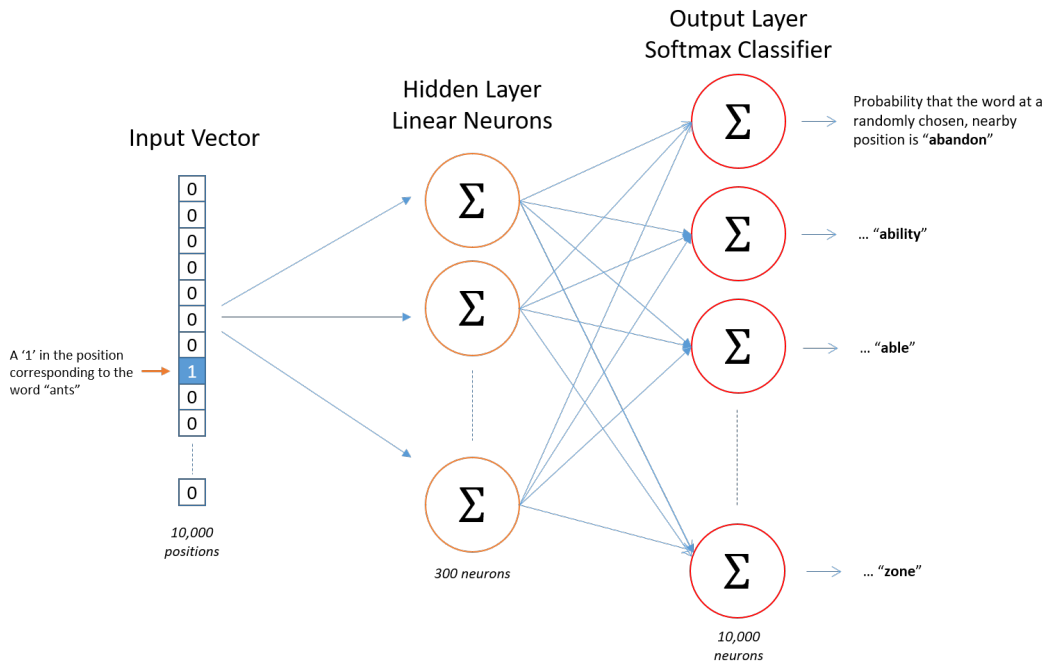 Output Layer
Softmax Classifier
Hidden Layer
Linear Neurons
Input Vector
Probability that the word at a
randomly chosen, nearby
position is “abandon”
Σ
Σ
Σ
Σ
Σ
Σ
Σ
0
0
0
0
0
0
0
1
0
0
0
A ‘1’ in the position
corresponding to the
word “ants”
... “ability”
... “able”
... “zone”
10,000
positions
300 neurons
10,000
neurons